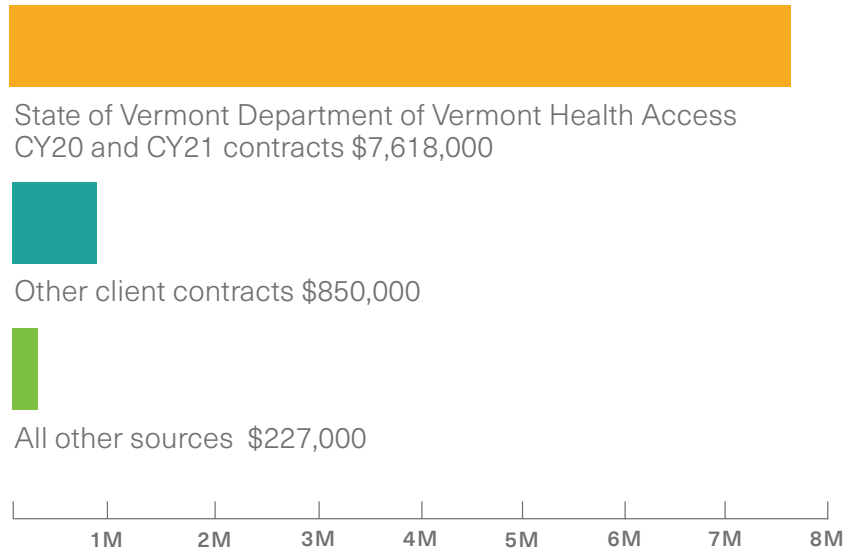 State of Vermont Department of Vermont Health Access
CY20 and CY21 contracts $7,618,000
Other client contracts $850,000
All other sources $227,000
1M 2M 3M 4M 5M 6M 7M 8M